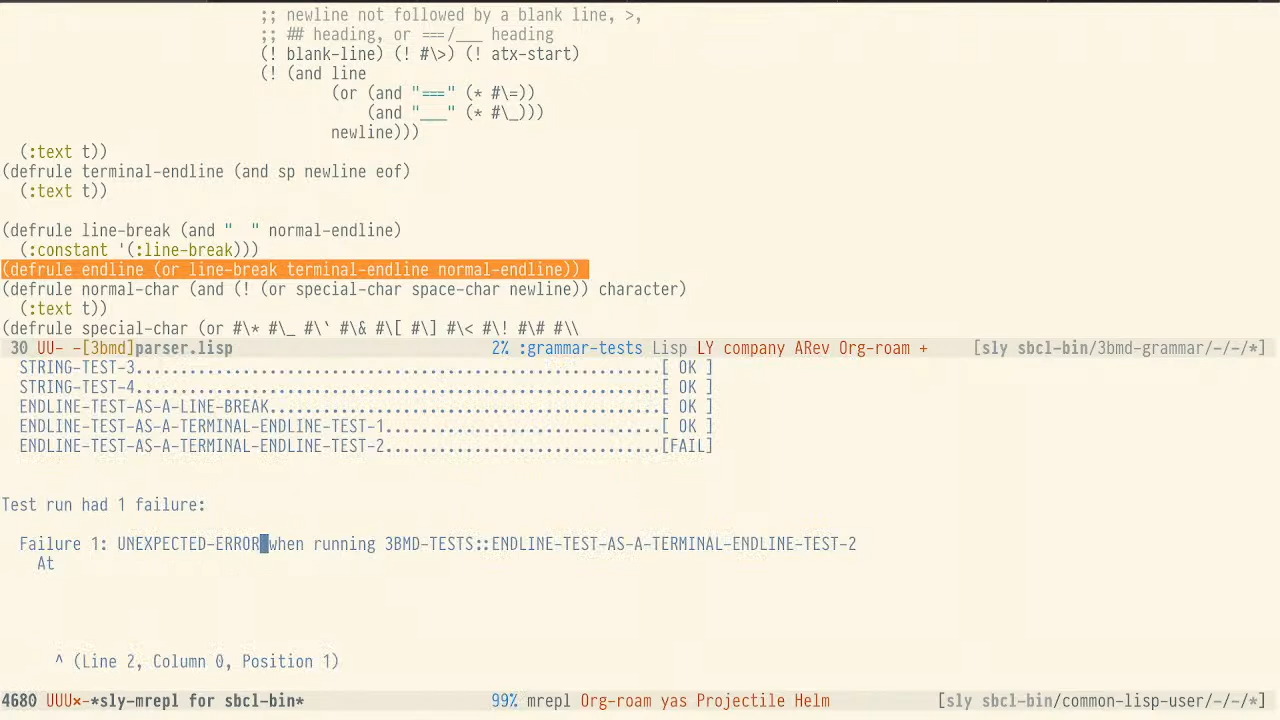 ;; newline not followed by a blank line, >,
;; ## heading, or ===/___ heading
(! blank-line) (! #\>) (! atx-start)
(! (and line
(or (and "===" (* #\=))
(and "___" (* #\_)))
newline)))
(:text t))
(defrule terminal-endline (and sp newline eof)
(:text t))
(defrule line-break (and "  " normal-endline)
(:constant '(:line-break)))
(defrule endline (or line-break terminal-endline normal-endline))
(defrule normal-char (and (! (or special-char space-char newline)) character)
(:text t))
(defrule special-char (or #\* #\_ #\` #\& #\[ #\] #\< #\! #\# #\\
30 UU- -[3bmd]parser.lisp 2% :grammar-tests Lisp LY company ARev Org-roam + [sly sbcl-bin/3bmd-grammar/-/-/*]
STRING-TEST-3...........................................................[ OK ]
STRING-TEST-4...........................................................[ OK ]
ENDLINE-TEST-AS-A-LINE-BREAK............................................[ OK ]
ENDLINE-TEST-AS-A-TERMINAL-ENDLINE-TEST-1...............................[ OK ]
ENDLINE-TEST-AS-A-TERMINAL-ENDLINE-TEST-2...............................[FAIL]
Test run had 1 failure:
Failure 1: UNEXPECTED-ERROR when running 3BMD-TESTS::ENDLINE-TEST-AS-A-TERMINAL-ENDLINE-TEST-2
At
^ (Line 2, Column 0, Position 1)
4680 UUU×-*sly-mrepl for sbcl-bin* 99% mrepl Org-roam yas Projectile Helm [sly sbcl-bin/common-lisp-user/-/-/*]